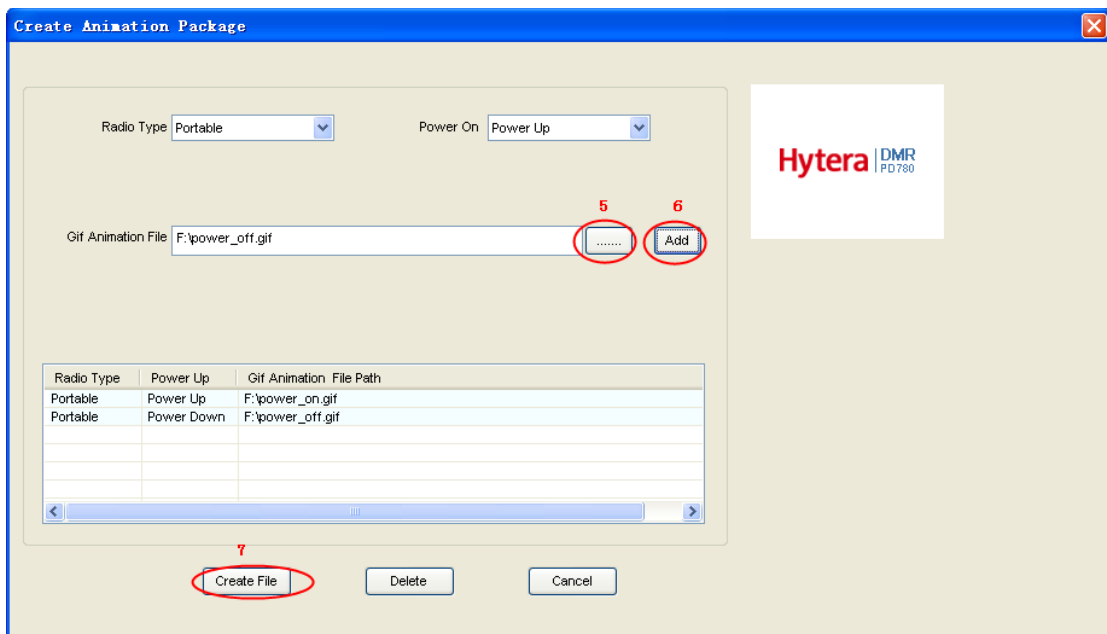 Create Animation Package
Radio Type Portable Power On Power Up
Hytera DMR
PD780
5 6
Gif Animation File F:\power_off.gif ....... Add
Radio Type Power Up Gif Animation File Path
Portable Power Up F:\power_on.gif
Portable Power Down F:\power_off.gif
7
Create File Delete Cancel